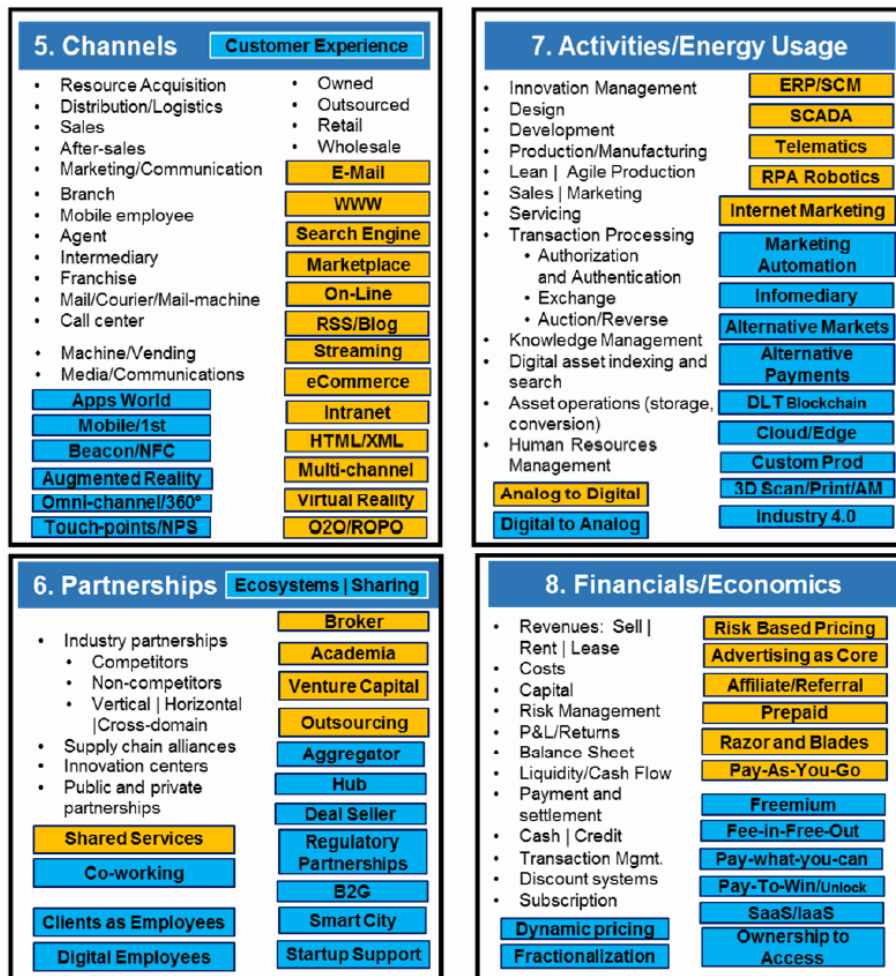 5. Channels
Customer Experience
• Resource Acquisition
• Distribution/Logistics
• Sales
• After-sales
• Marketing/Communication
• Branch
• Mobile employee
• Agent
• Intermediary
• Franchise
• Mail/Courier/Mail-machine
• Call center
• Machine/Vending
• Media/Communications
Apps World
Mobile/1st
Beacon/NFC
Augmented Reality
Omni-channel/360°
Touch-points/NPS
• Owned
• Outsourced
• Retail
• Wholesale
E-Mail
WWW
Search Engine
Marketplace
On-Line
RSS/Blog
Streaming
eCommerce
Intranet
HTML/XML
Multi-channel
Virtual Reality
O2O/ROPO
7. Activities/Energy Usage
• Innovation Management
• Design
• Development
• Production/Manufacturing
• Lean | Agile Production
• Sales | Marketing
• Servicing
• Transaction Processing
• Authorization
and Authentication
• Exchange
• Auction/Reverse
• Knowledge Management
• Digital asset indexing and
search
• Asset operations (storage,
conversion)
• Human Resources
Management
Analog to Digital
Digital to Analog
ERP/SCM
SCADA
Telematics
RPA Robotics
Internet Marketing
Marketing
Automation
Infomediary
Alternative Markets
Alternative
Payments
DLT Blockchain
Cloud/Edge
Custom Prod
3D Scan/Print/AM
Industry 4.0
6. Partnerships
Ecosystems | Sharing
• Industry partnerships
• Competitors
• Non-competitors
• Vertical | Horizontal
|Cross-domain
• Supply chain alliances
• Innovation centers
• Public and private
partnerships
Shared Services
Co-working
Clients as Employees
Digital Employees
Broker
Academia
Venture Capital
Outsourcing
Aggregator
Hub
Deal Seller
Regulatory
Partnerships
B2G
Smart City
Startup Support
8. Financials/Economics
• Revenues: Sell |
Rent | Lease
• Costs
• Capital
• Risk Management
• P&L/Returns
• Balance Sheet
• Liquidity/Cash Flow
• Payment and
settlement
• Cash | Credit
• Transaction Mgmt.
• Discount systems
• Subscription
Dynamic pricing
Fractionalization
Risk Based Pricing
Advertising as Core
Affiliate/Referral
Prepaid
Razor and Blades
Pay-As-You-Go
Freemium
Fee-in-Free-Out
Pay-what-you-can
Pay-To-Win/Unlock
SaaS/IaaS
Ownership to
Access